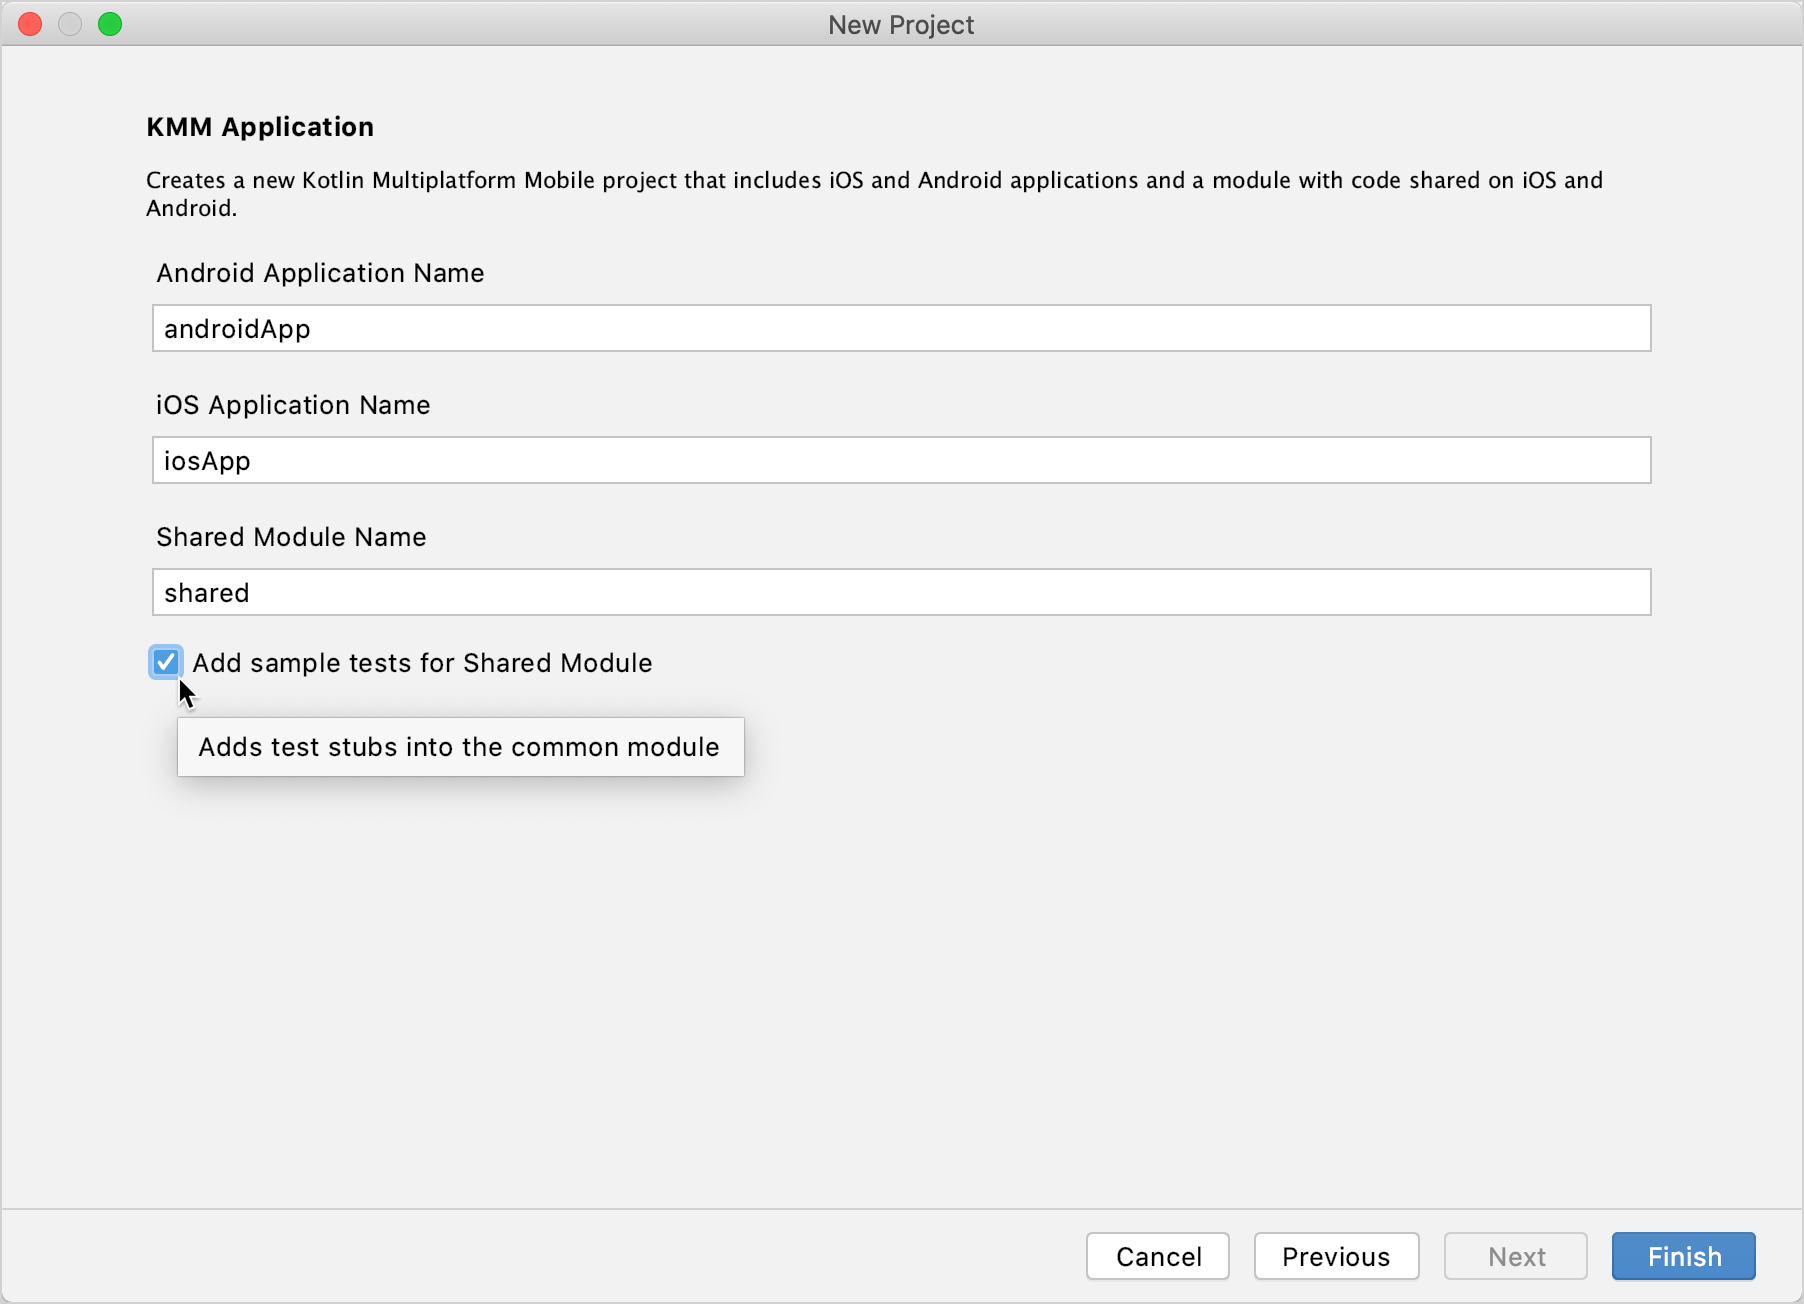 New Project
KMM Application
Creates a new Kotlin Multiplatform Mobile project that includes iOS and Android applications and a module with code shared on iOS and
Android.
Android Application Name
androidApp
iOS Application Name
iosApp
Shared Module Name
shared
Add sample tests for Shared Module
Adds test stubs into the common module
Cancel
Previous
Next
Finish